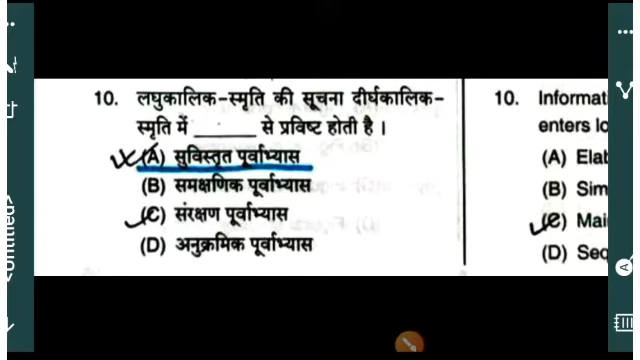 10. लघुकालिक-स्मृति की सूचना दीर्घकालिक-
स्मृति में ______ से प्रविष्ट होती है ।
(A) सुविस्तृत पूर्वाभ्यास
(B) समक्षणिक पूर्वाभ्यास
(C) संरक्षण पूर्वाभ्यास
(D) अनुक्रमिक पूर्वाभ्यास
10. Informat
enters lo
(A) Elab
(B) Sim
(C) Mai
(D) Seq
<Untitled>